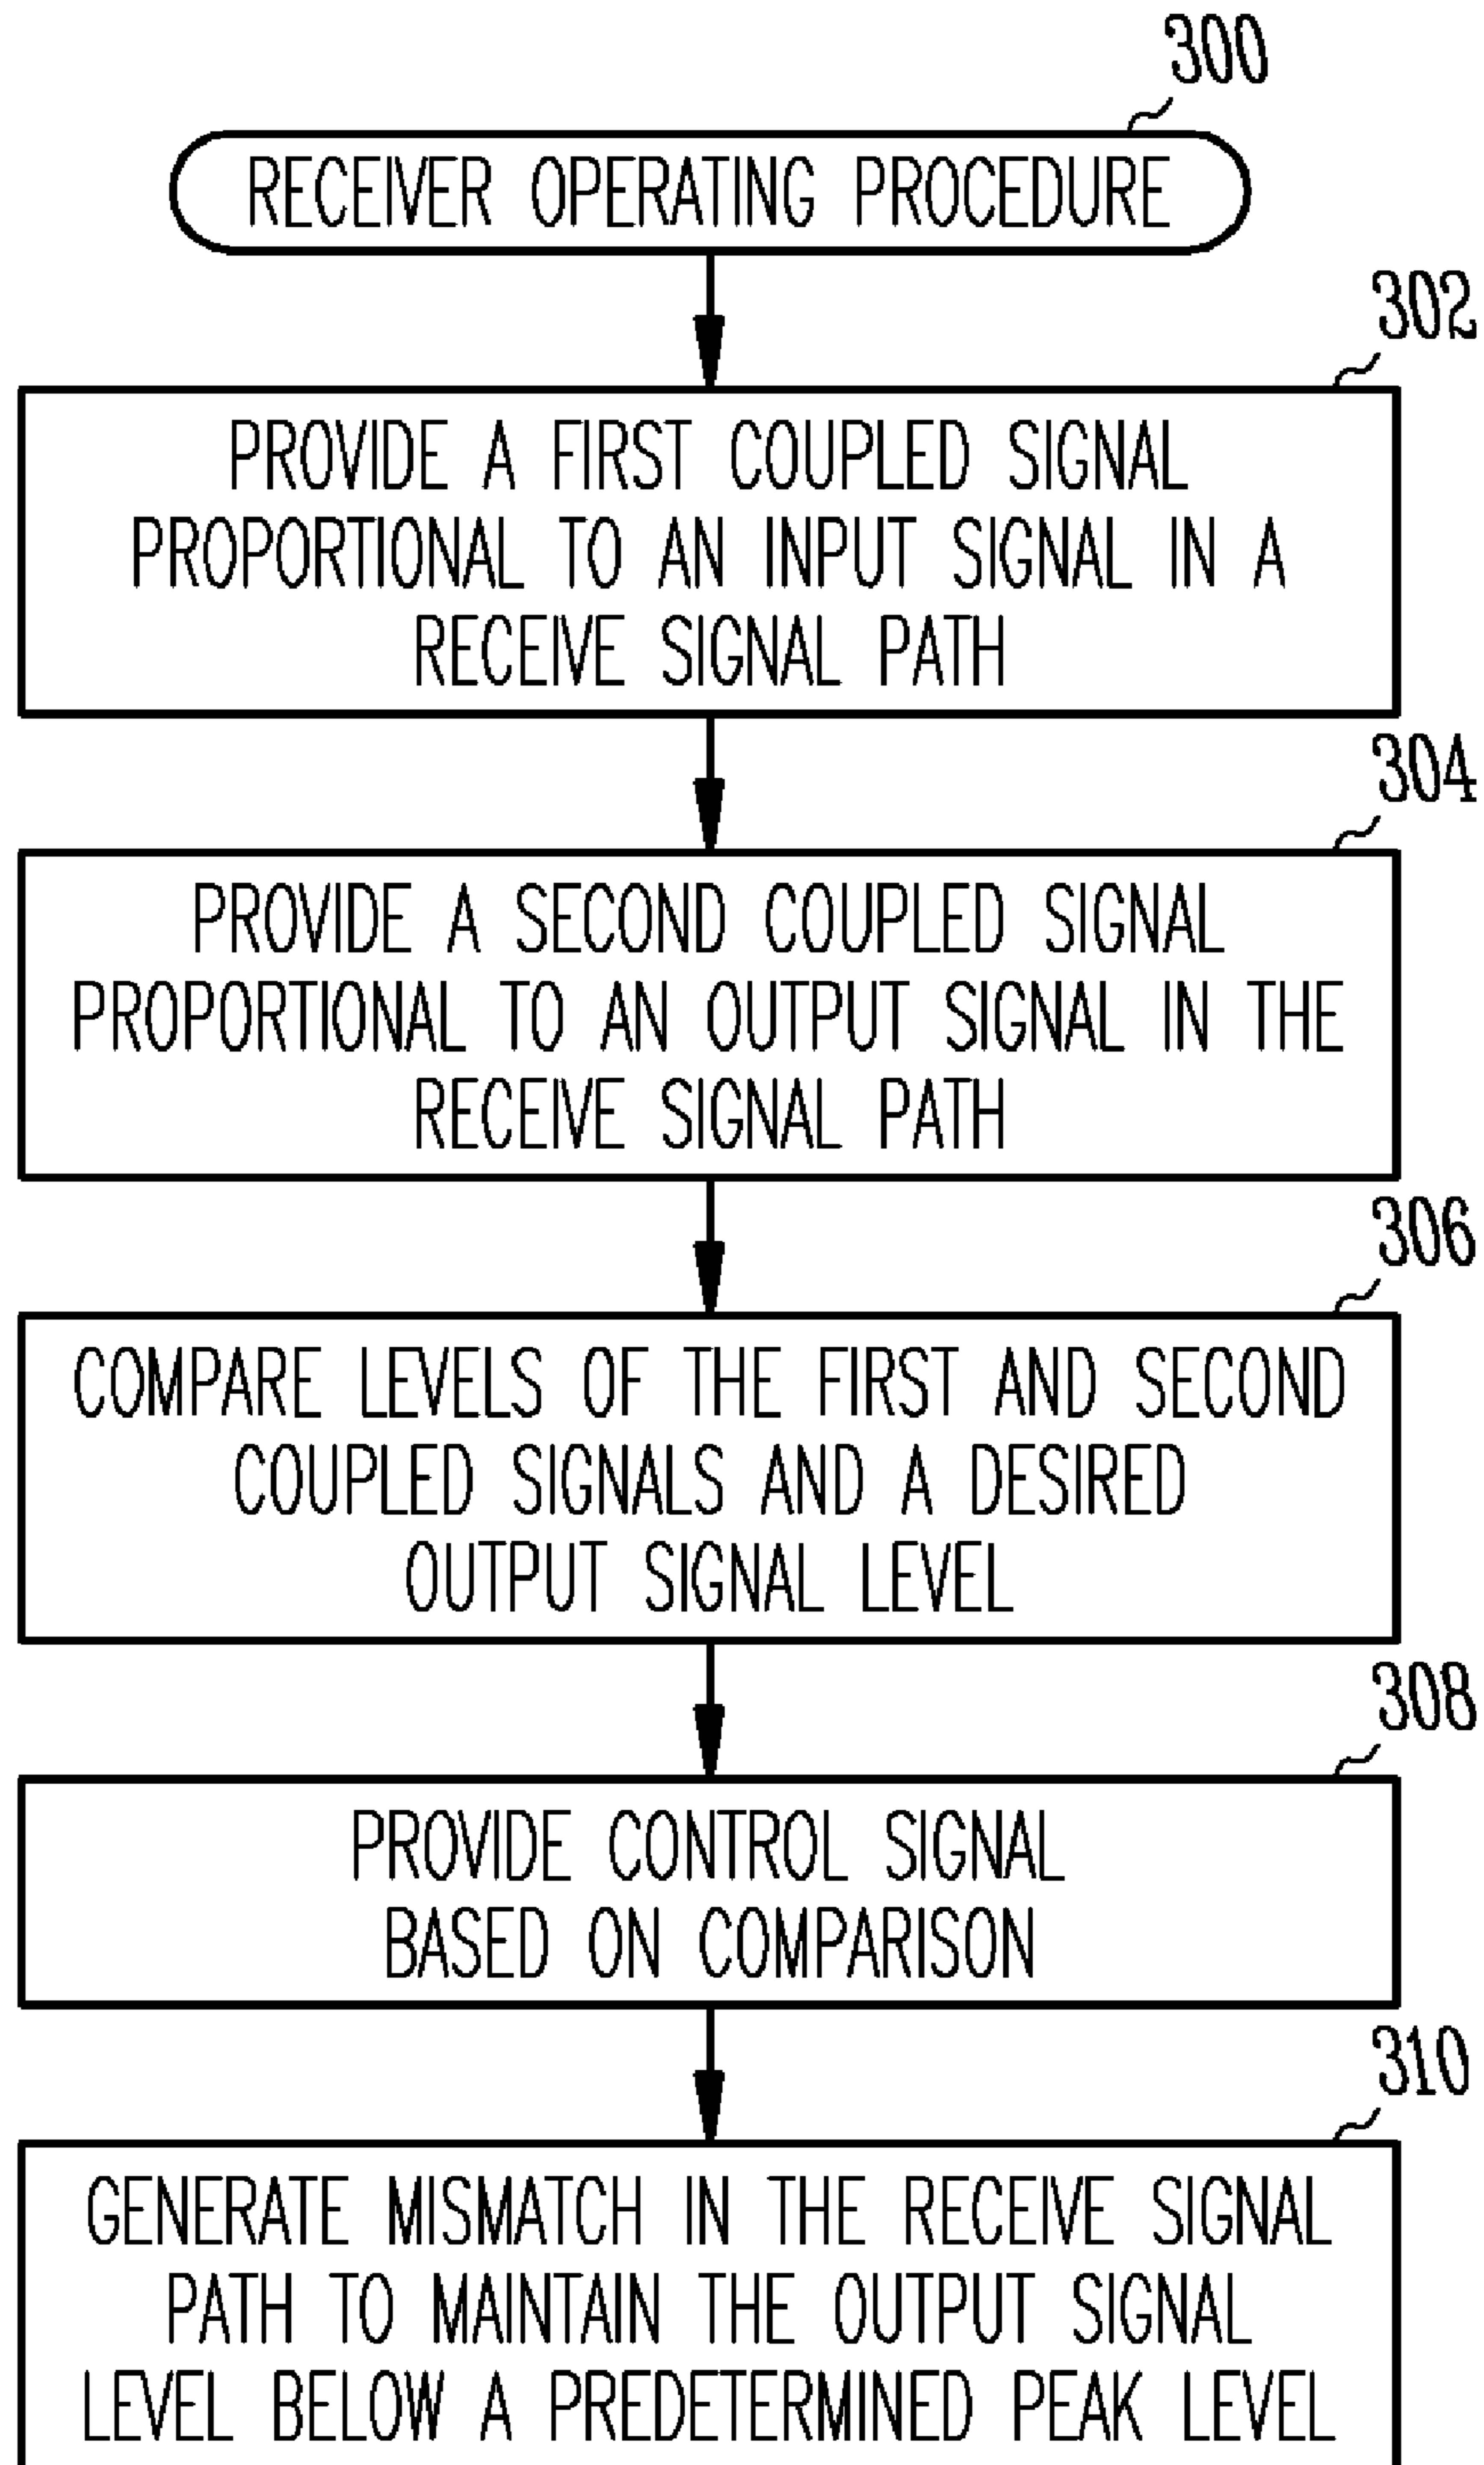 300
RECEIVER OPERATING PROCEDURE
302
PROVIDE A FIRST COUPLED SIGNAL
PROPORTIONAL TO AN INPUT SIGNAL IN A
RECEIVE SIGNAL PATH
304
PROVIDE A SECOND COUPLED SIGNAL
PROPORTIONAL TO AN OUTPUT SIGNAL IN THE
RECEIVE SIGNAL PATH
306
COMPARE LEVELS OF THE FIRST AND SECOND
COUPLED SIGNALS AND A DESIRED
OUTPUT SIGNAL LEVEL
308
PROVIDE CONTROL SIGNAL
BASED ON COMPARISON
310
GENERATE MISMATCH IN THE RECEIVE SIGNAL
PATH TO MAINTAIN THE OUTPUT SIGNAL
LEVEL BELOW A PREDETERMINED PEAK LEVEL